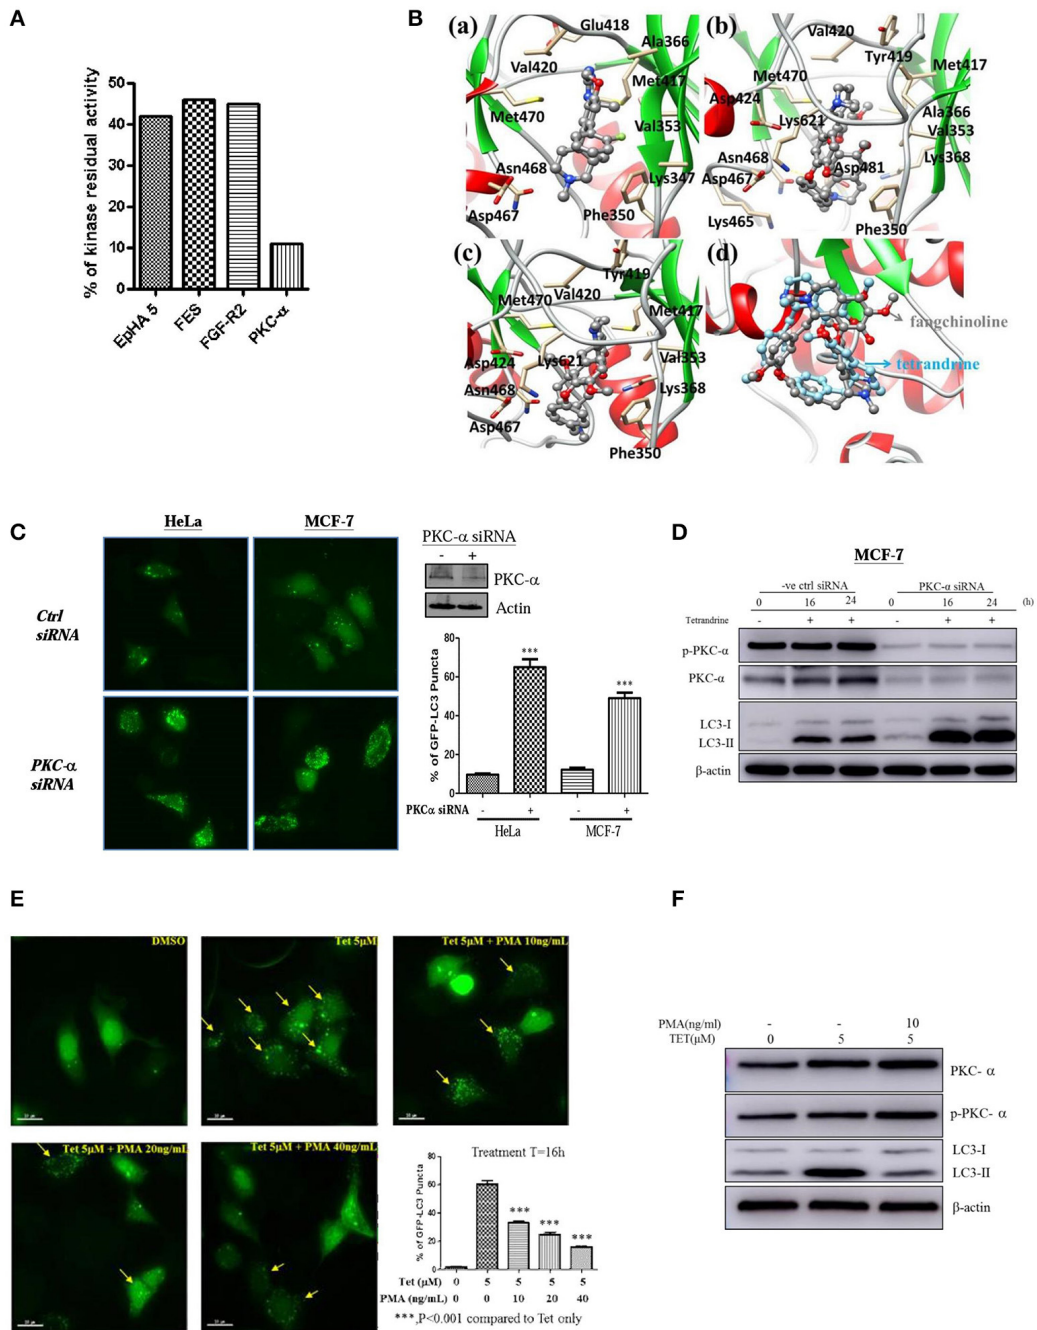 A
% of kinase residual activity
50
40
30
20
10
0
EpHA 5
FES
FGF-R2
PKC-α
B
(a)
Glu418
Val420
Ala366
Met417
Met470
Val353
Asn468
Lys347
Asp467
Phe350
(b)
Val420
Tyr419
Met470
Met417
Asp424
Lys621
Ala366
Val353
Asn468
Lys368
Asp467
Asp481
Lys465
Phe350
(c)
Tyr419
Met470
Val420
Met417
Asp424
Lys621
Val353
Asn468
Lys368
Asp467
Phe350
(d)
fangchinoline
tetrandrine
C
HeLa
MCF-7
Ctrl
siRNA
PKC-α
siRNA
PKC-α siRNA
- +
PKC-α
Actin
% of GFP-LC3 Puncta
80
60
40
20
0
***
***
PKCα siRNA - + - +
HeLa MCF-7
D
MCF-7
-ve ctrl siRNA PKC-α siRNA
0 16 24 0 16 24 (h)
Tetrandrine - + + - + +
p-PKC-α
PKC-α
LC3-I
LC3-II
β-actin
E
DMSO
Tet 5μM
Tet 5μM + PMA 10ng/mL
Tet 5μM + PMA 20ng/mL
Tet 5μM + PMA 40ng/mL
Treatment T=16h
% of GFP-LC3 Puncta
80
60
40
20
0
***
***
***
Tet (μM) 0 5 5 5 5
PMA (ng/mL) 0 0 10 20 40
***,P<0.001 compared to Tet only
F
PMA(ng/ml) - - 10
TET(μM) 0 5 5
PKC- α
p-PKC- α
LC3-I
LC3-II
β-actin